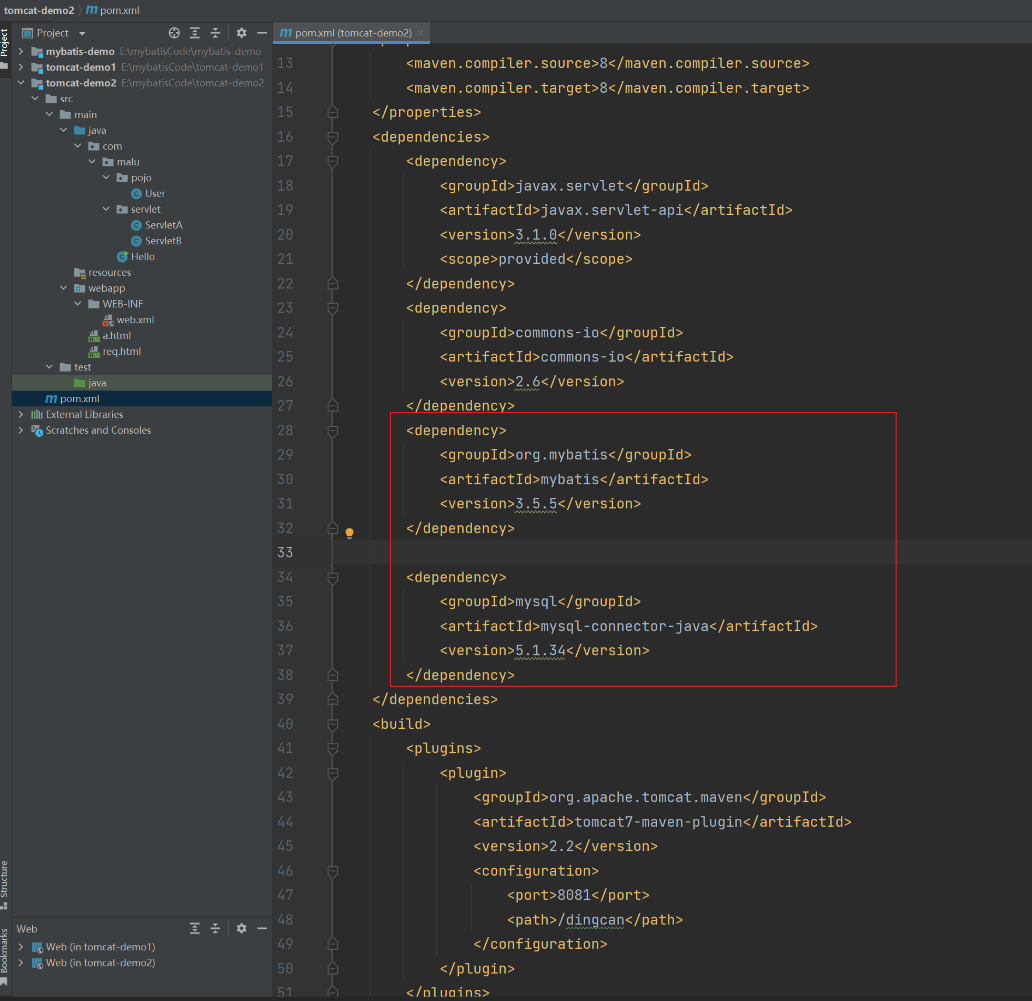 tomcat-demo2 pom.xml
Project
pom.xml (tomcat-demo2)
Project
mybatis-demo E:\mybatisCode\mybatis-demo
tomcat-demo1 E:\mybatisCode\tomcat-demo1
tomcat-demo2 E:\mybatisCode\tomcat-demo2
src
main
java
com
malu
pojo
User
servlet
ServletA
ServletB
Hello
resources
webapp
WEB-INF
web.xml
a.html
req.html
test
java
pom.xml
External Libraries
Scratches and Consoles
13 <maven.compiler.source>8</maven.compiler.source>
14 <maven.compiler.target>8</maven.compiler.target>
15 </properties>
16 <dependencies>
17 <dependency>
18 <groupId>javax.servlet</groupId>
19 <artifactId>javax.servlet-api</artifactId>
20 <version>3.1.0</version>
21 <scope>provided</scope>
22 </dependency>
23 <dependency>
24 <groupId>commons-io</groupId>
25 <artifactId>commons-io</artifactId>
26 <version>2.6</version>
27 </dependency>
28 <dependency>
29 <groupId>org.mybatis</groupId>
30 <artifactId>mybatis</artifactId>
31 <version>3.5.5</version>
32 </dependency>
33
34 <dependency>
35 <groupId>mysql</groupId>
36 <artifactId>mysql-connector-java</artifactId>
37 <version>5.1.34</version>
38 </dependency>
39 </dependencies>
40 <build>
41 <plugins>
42 <plugin>
43 <groupId>org.apache.tomcat.maven</groupId>
44 <artifactId>tomcat7-maven-plugin</artifactId>
45 <version>2.2</version>
46 <configuration>
47 <port>8081</port>
48 <path>/dingcan</path>
49 </configuration>
50 </plugin>
51 </plugins>
Structure
Bookmarks
Web
Web (in tomcat-demo1)
Web (in tomcat-demo2)